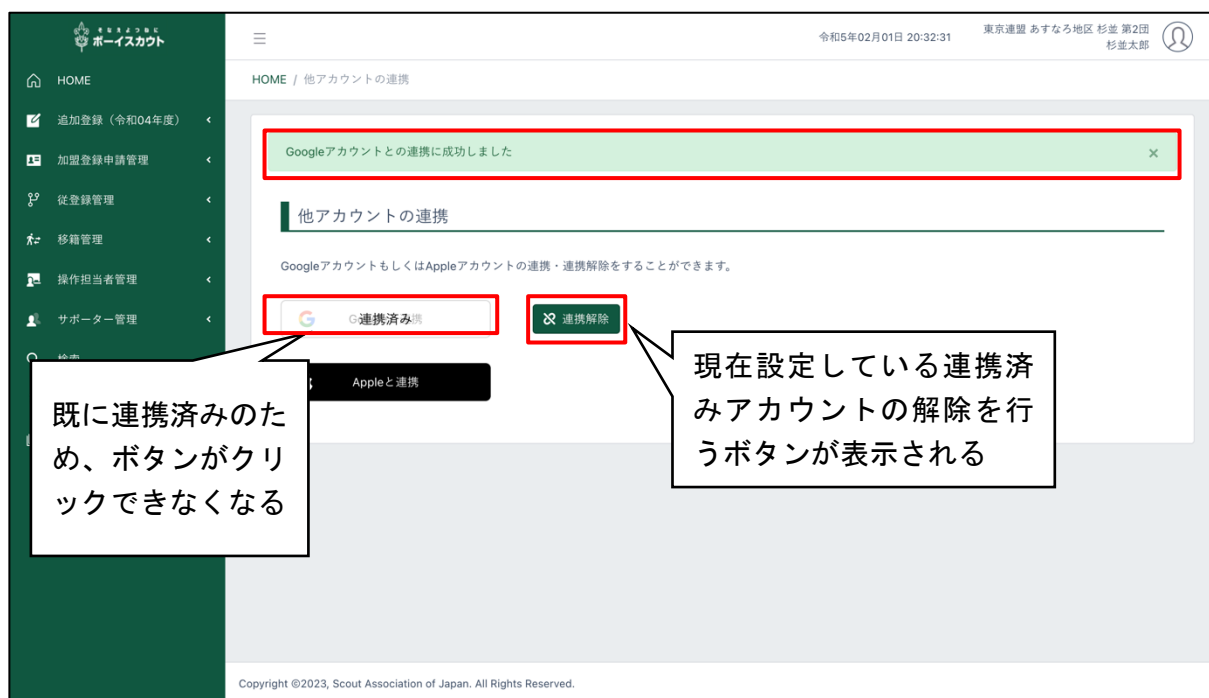 そなえよつねに
ボーイスカウト
令和5年02月01日 20:32:31
東京連盟 あすなろ地区 杉並 第2団
杉並太郎
HOME
追加登録（令和04年度）
加盟登録申請管理
従登録管理
移籍管理
操作担当者管理
サポーター管理
HOME / 他アカウントの連携
Googleアカウントとの連携に成功しました
×
他アカウントの連携
GoogleアカウントもしくはAppleアカウントの連携・連携解除をすることができます。
連携済み
連携解除
Appleと連携
既に連携済みのた
め、ボタンがクリ
ックできなくなる
現在設定している連携済
みアカウントの解除を行
うボタンが表示される
Copyright ©2023, Scout Association of Japan. All Rights Reserved.